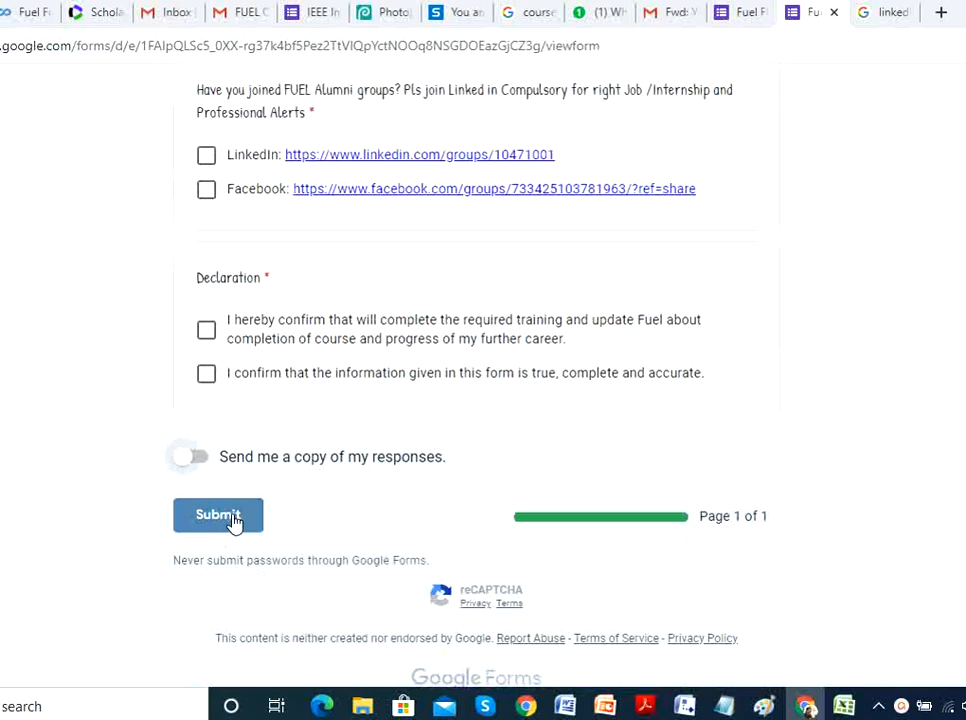 Fuel F
Schola
Inbox
FUEL C
IEEE In
Photo
You an
course
(1) Wh
Fwd: V
Fuel Fl
Fu
linked
.google.com/forms/d/e/1FAIpQLSc5_0XX-rg37k4bf5Pez2TtVIQpYctNOOq8NSGDOEazGjCZ3g/viewform
Have you joined FUEL Alumni groups? Pls join Linked in Compulsory for right Job /Internship and
Professional Alerts *
LinkedIn: https://www.linkedin.com/groups/10471001
Facebook: https://www.facebook.com/groups/733425103781963/?ref=share
Declaration *
I hereby confirm that will complete the required training and update Fuel about
completion of course and progress of my further career.
I confirm that the information given in this form is true, complete and accurate.
Send me a copy of my responses.
Submit
Page 1 of 1
Never submit passwords through Google Forms.
reCAPTCHA
Privacy Terms
This content is neither created nor endorsed by Google. Report Abuse - Terms of Service - Privacy Policy
Google Forms
search